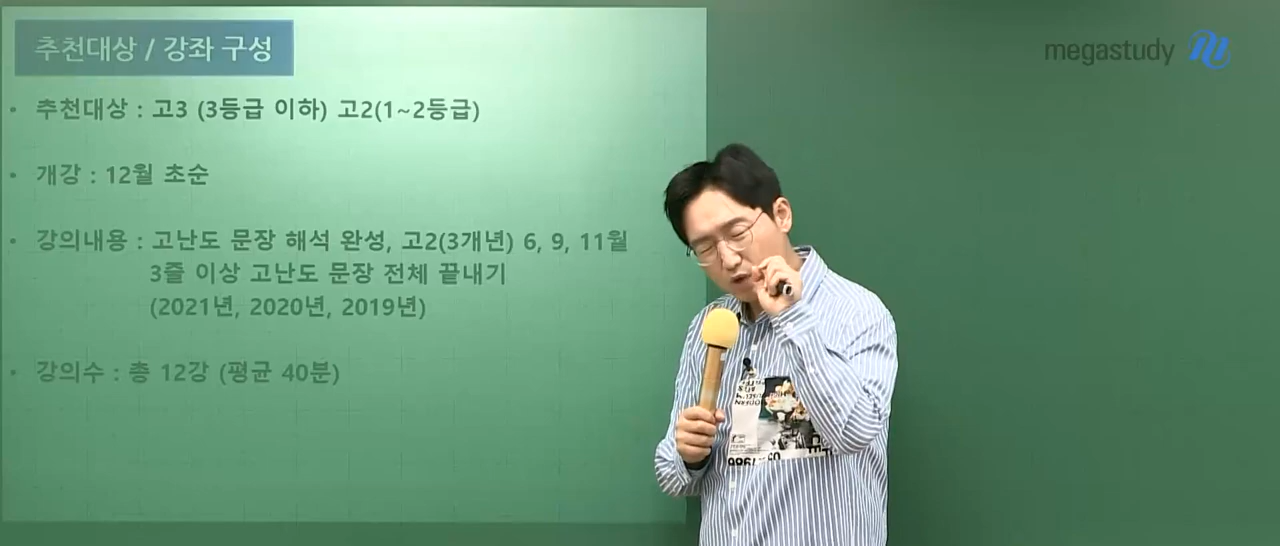 추천대상 / 강좌 구성
megastudy
• 추천대상 : 고3 (3등급 이하) 고2(1~2등급)
• 개강 : 12월 초순
• 강의내용 : 고난도 문장 해석 완성, 고2(3개년) 6, 9, 11월
3줄 이상 고난도 문장 전체 끝내기
(2021년, 2020년, 2019년)
• 강의수 : 총 12강 (평균 40분)